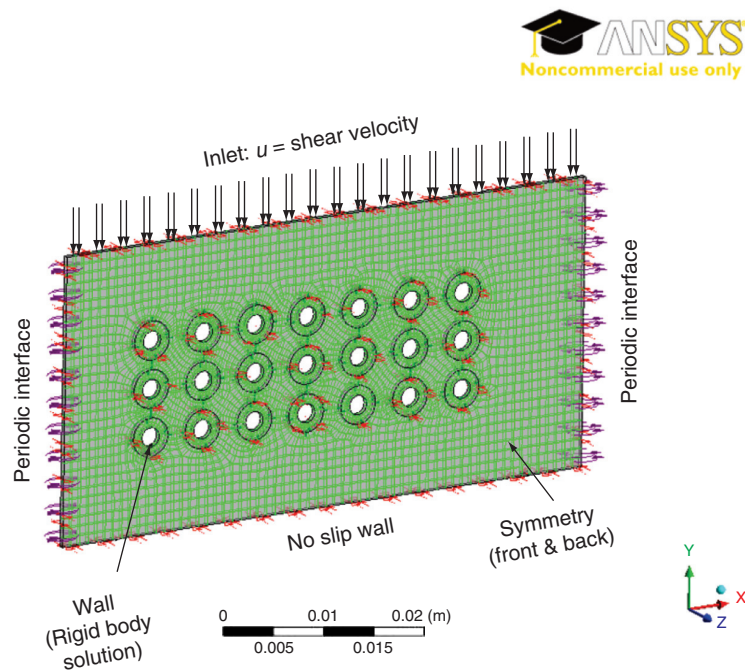 ANSYS
Noncommercial use only
Inlet: u = shear velocity
Periodic interface
Periodic interface
No slip wall
Symmetry
(front & back)
Wall
(Rigid body
solution)
0 0.01 0.02 (m)
0.005 0.015
Y
X
Z